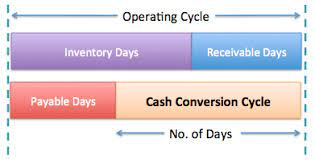 Operating Cycle
Inventory Days
Receivable Days
Payable Days
Cash Conversion Cycle
No. of Days